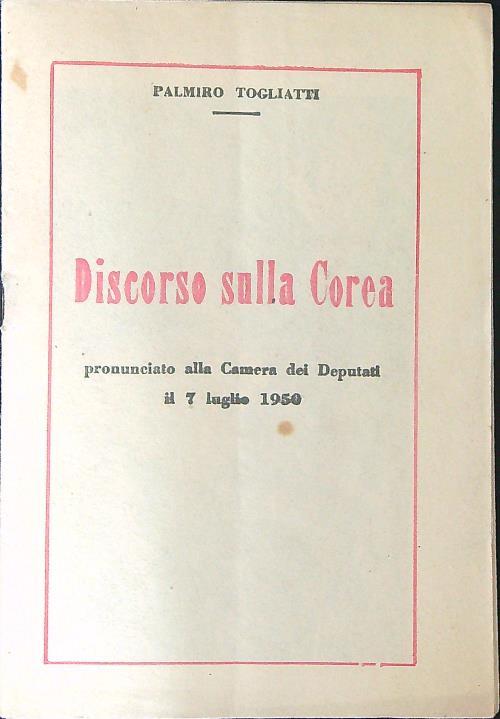 PALMIRO TOGLIATTI
Discorso sulla Corea
pronunciato alla Camera dei Deputati
il 7 luglio 1950